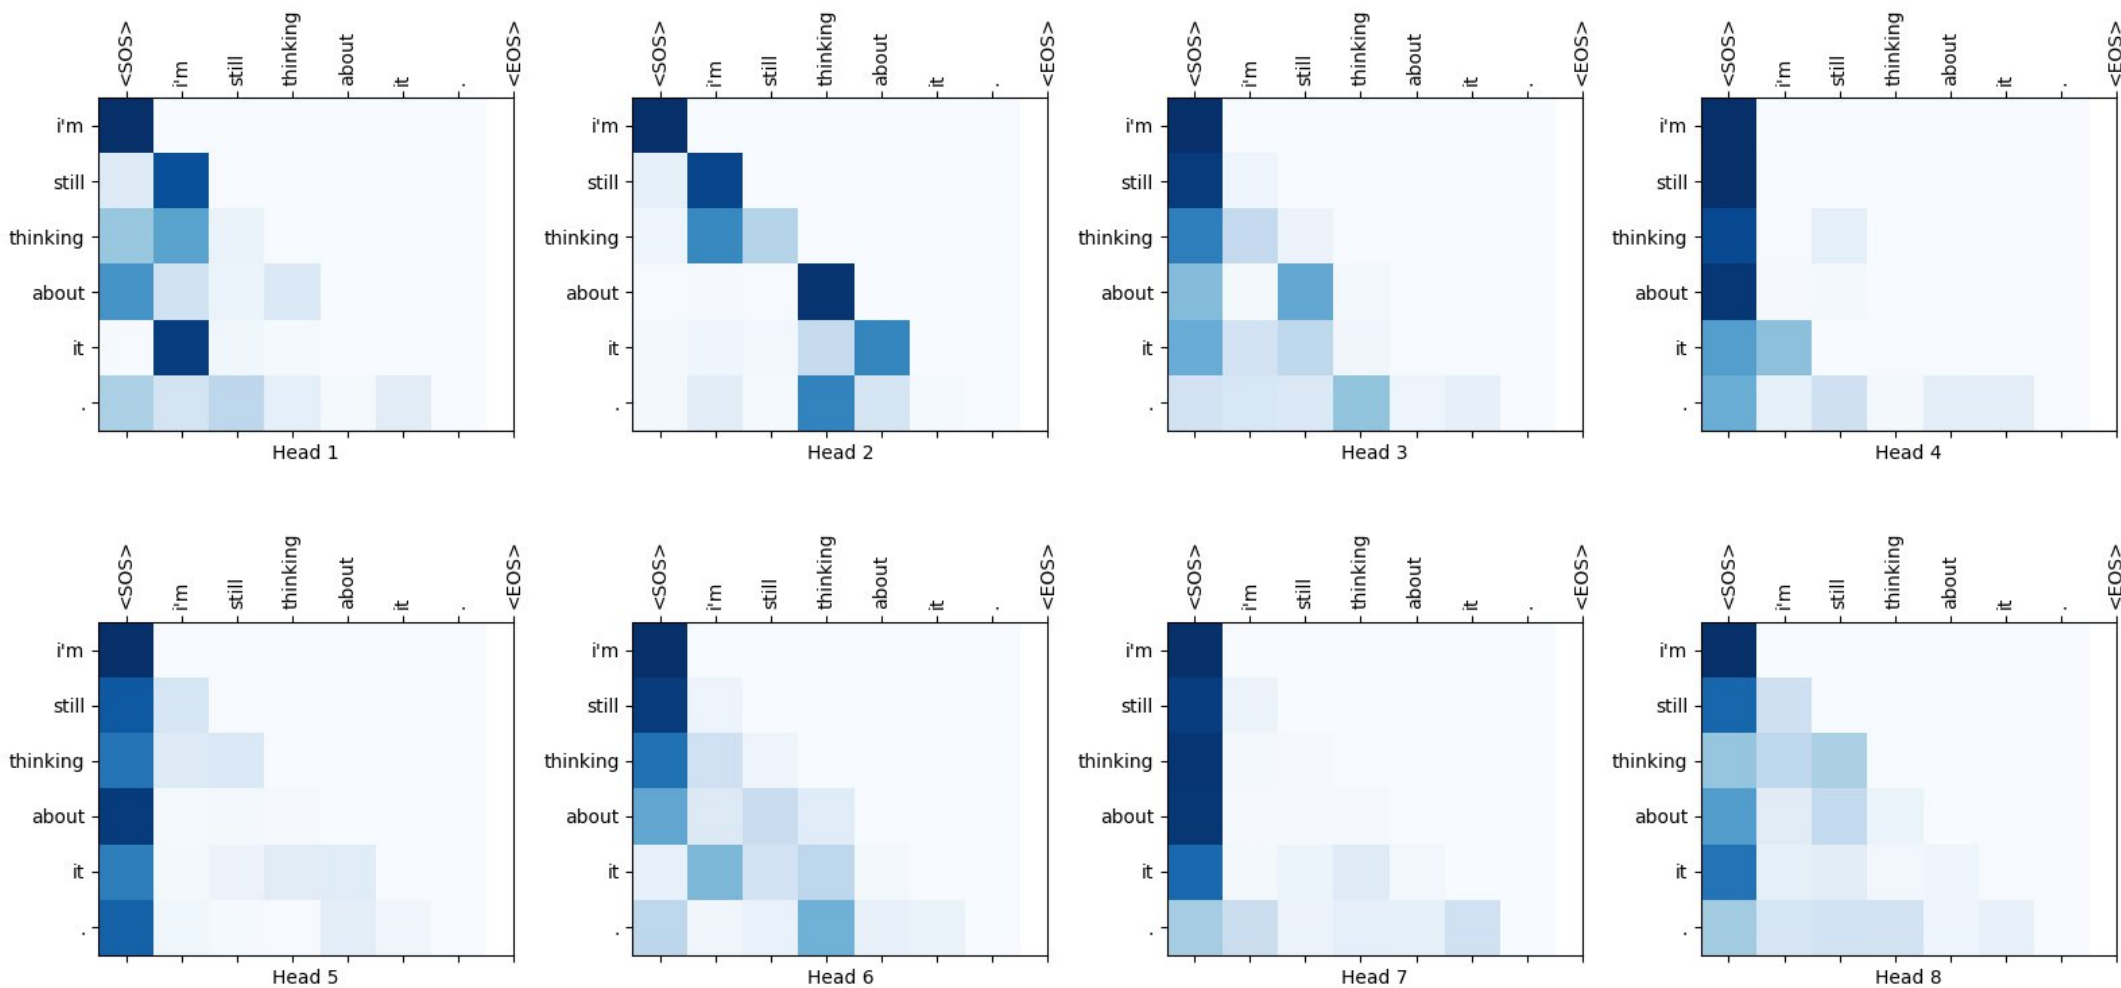 <SOS> i'm still thinking about it . <EOS>
<SOS> i'm still thinking about it . <EOS>
<SOS> i'm still thinking about it . <EOS>
<SOS> i'm still thinking about it . <EOS>
i'm
still
thinking
about
it
.
i'm
still
thinking
about
it
.
i'm
still
thinking
about
it
.
i'm
still
thinking
about
it
.
Head 1
Head 2
Head 3
Head 4
<SOS> i'm still thinking about it . <EOS>
<SOS> i'm still thinking about it . <EOS>
<SOS> i'm still thinking about it . <EOS>
<SOS> i'm still thinking about it . <EOS>
i'm
still
thinking
about
it
.
i'm
still
thinking
about
it
.
i'm
still
thinking
about
it
.
i'm
still
thinking
about
it
.
Head 5
Head 6
Head 7
Head 8